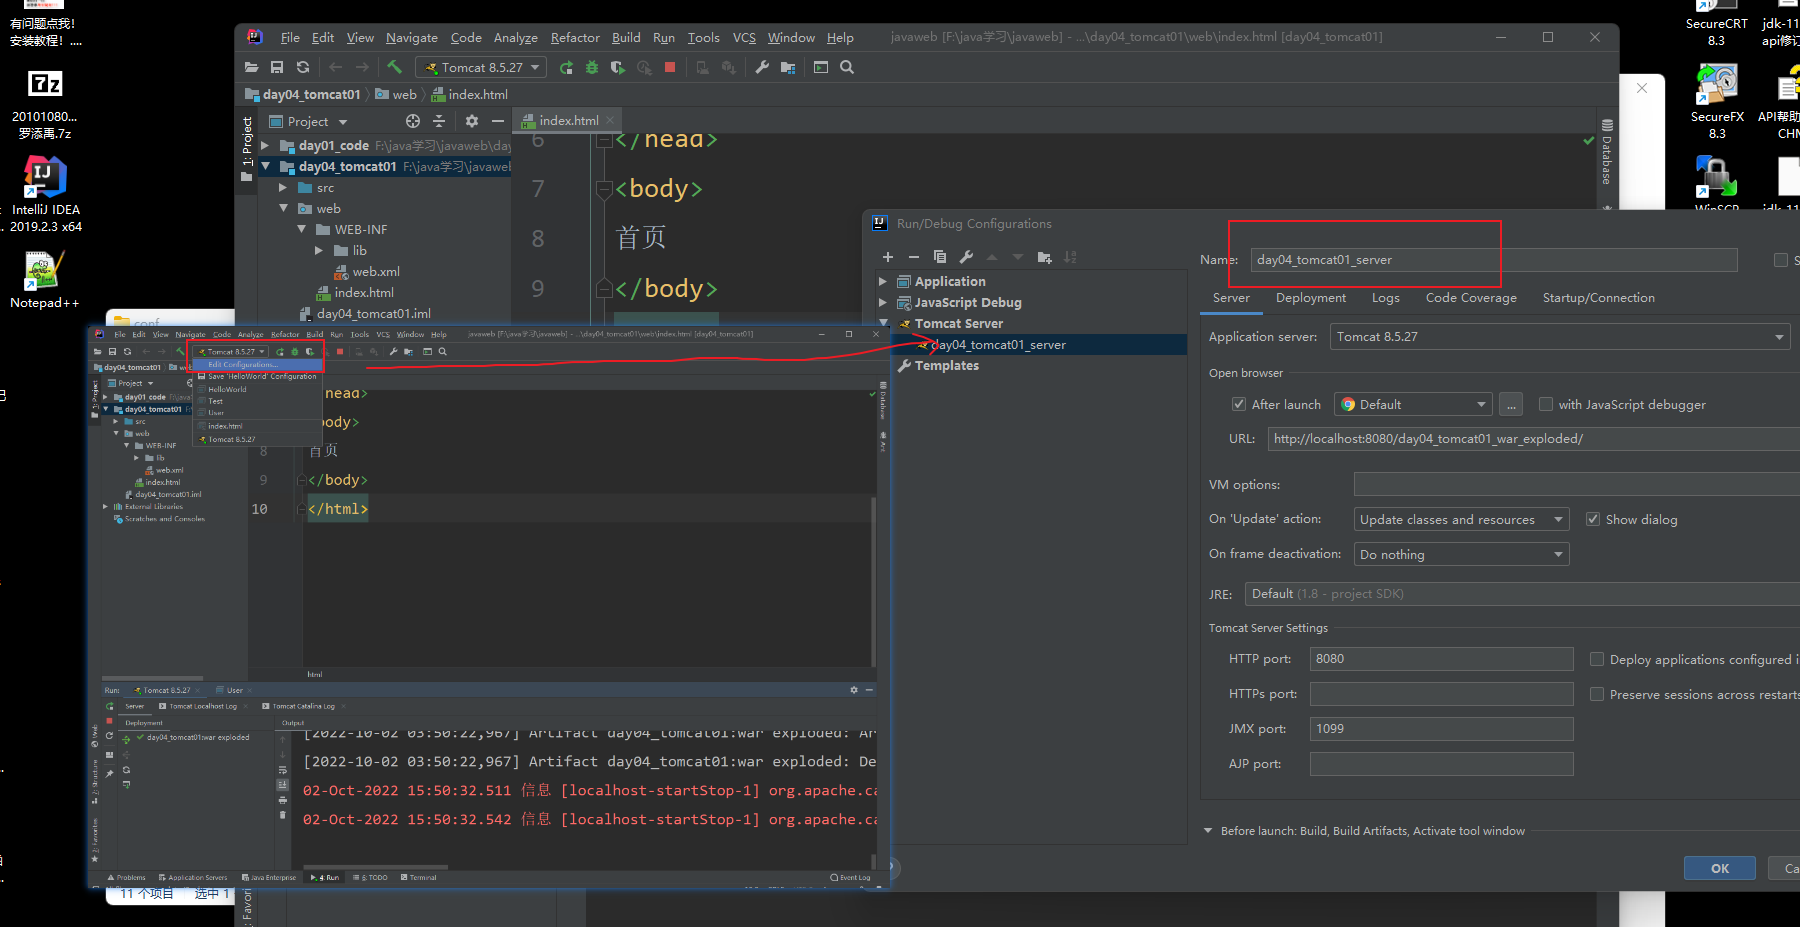 有问题点我!
安装教程! ....
20101080...
罗添禹.7z
IntelliJ IDEA
2019.2.3 x64
Notepad++
SecureCRT
8.3
SecureFX
8.3
WinSCP
jdk-11
api修订
API帮助
CHM
jdk-11
File Edit View Navigate Code Analyze Refactor Build Run Tools VCS Window Help
javaweb [F:\java学习\javaweb] - ...\day04_tomcat01\web\index.html [day04_tomcat01]
Tomcat 8.5.27
day04_tomcat01
web
index.html
1: Project
Project
index.html
day01_code F:\java学习\javaweb\day
day04_tomcat01 F:\java学习\javaweb
src
web
WEB-INF
lib
web.xml
index.html
day04_tomcat01.iml
6 </head>
7 <body>
8 首页
9 </body>
Database
conf
Run/Debug Configurations
Application
JavaScript Debug
Tomcat Server
day04_tomcat01_server
Templates
Name: day04_tomcat01_server
S
Server Deployment Logs Code Coverage Startup/Connection
Application server: Tomcat 8.5.27
Open browser
After launch Default ... with JavaScript debugger
URL: http://localhost:8080/day04_tomcat01_war_exploded/
VM options:
On 'Update' action: Update classes and resources Show dialog
On frame deactivation: Do nothing
JRE: Default (1.8 - project SDK)
Tomcat Server Settings
HTTP port: 8080 Deploy applications configured i
HTTPs port: Preserve sessions across restarts
JMX port: 1099
AJP port:
Before launch: Build, Build Artifacts, Activate tool window
OK
Ca
File Edit View Navigate Code Analyze Refactor Build Run Tools VCS Window Help
javaweb [F:\java学习\javaweb] - ...\day04_tomcat01\web\index.html [day04_tomcat01]
Tomcat 8.5.27
day04_tomcat01
web
Edit Configurations...
Save 'HelloWorld' Configuration
HelloWorld
Test
User
index.html
Tomcat 8.5.27
Project
Project
day01_code F:\java
day04_tomcat01
src
web
WEB-INF
lib
web.xml
index.html
day04_tomcat01.iml
External Libraries
Scratches and Consoles
head>
body>
8 首页
9 </body>
10 </html>
Database
Ant
html
Run: Tomcat 8.5.27 User
Server Tomcat Localhost Log Tomcat Catalina Log
Deployment
Output
day04_tomcat01:war exploded
[2022-10-02 03:50:22,967] Artifact day04_tomcat01:war exploded: Ar
[2022-10-02 03:50:22,967] Artifact day04_tomcat01:war exploded: De
02-Oct-2022 15:50:32.511 信息 [localhost-startStop-1] org.apache.ca
02-Oct-2022 15:50:32.542 信息 [localhost-startStop-1] org.apache.ca
Web
2: Structure
2: Favorites
Problems Application Servers Java Enterprise 4: Run 6: TODO Terminal Event Log
11 个项目 选中 1
Favori